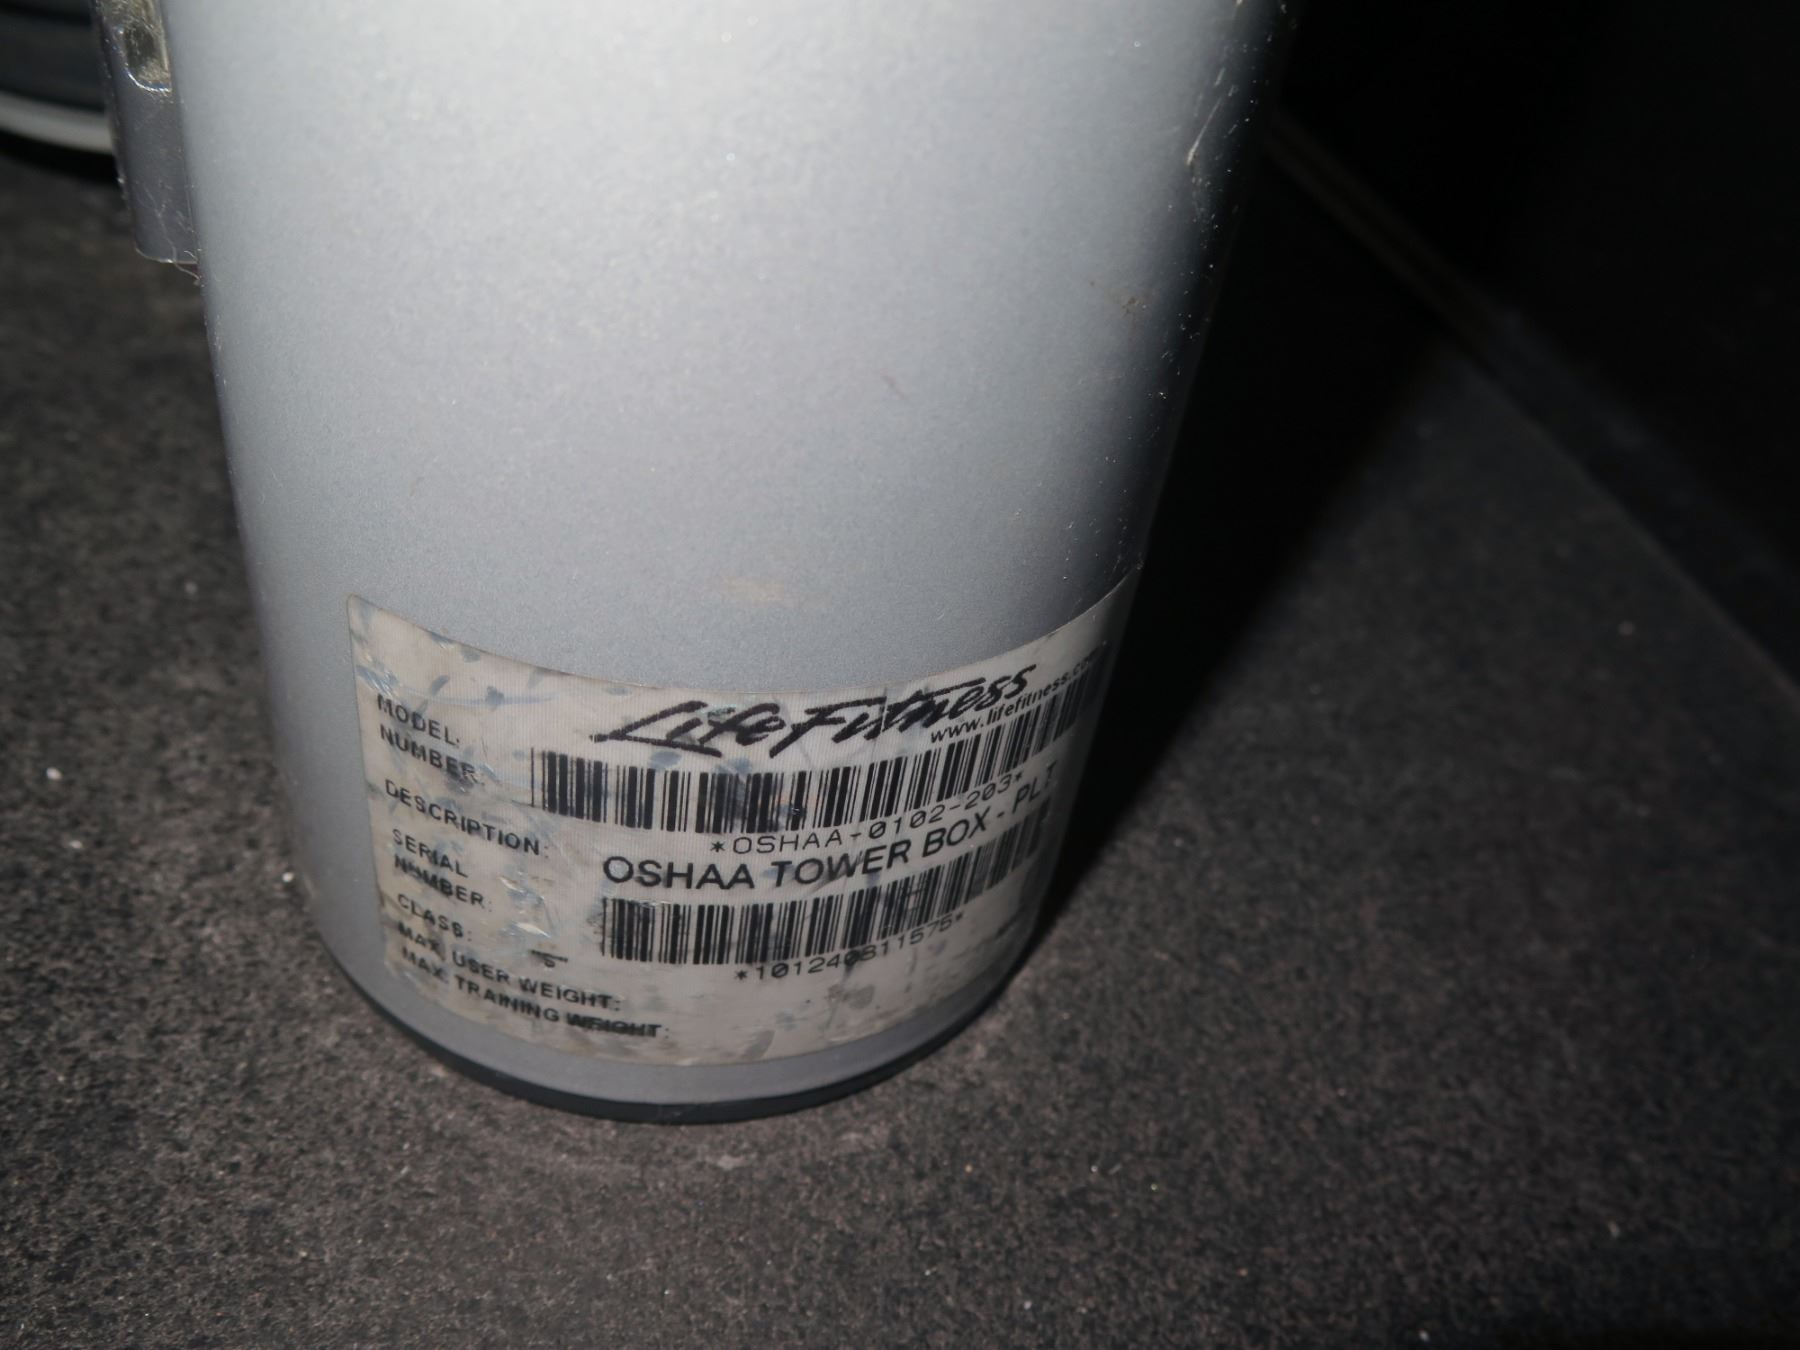 LifeFitness
www.lifefitness.com
MODEL:
NUMBER:
*OSHAA-0102-203*
DESCRIPTION:
OSHAA TOWER BOX - PLT
SERIAL
NUMBER:
*101240811575*
CLASS: "S"
MAX. USER WEIGHT:
MAX. TRAINING WEIGHT: